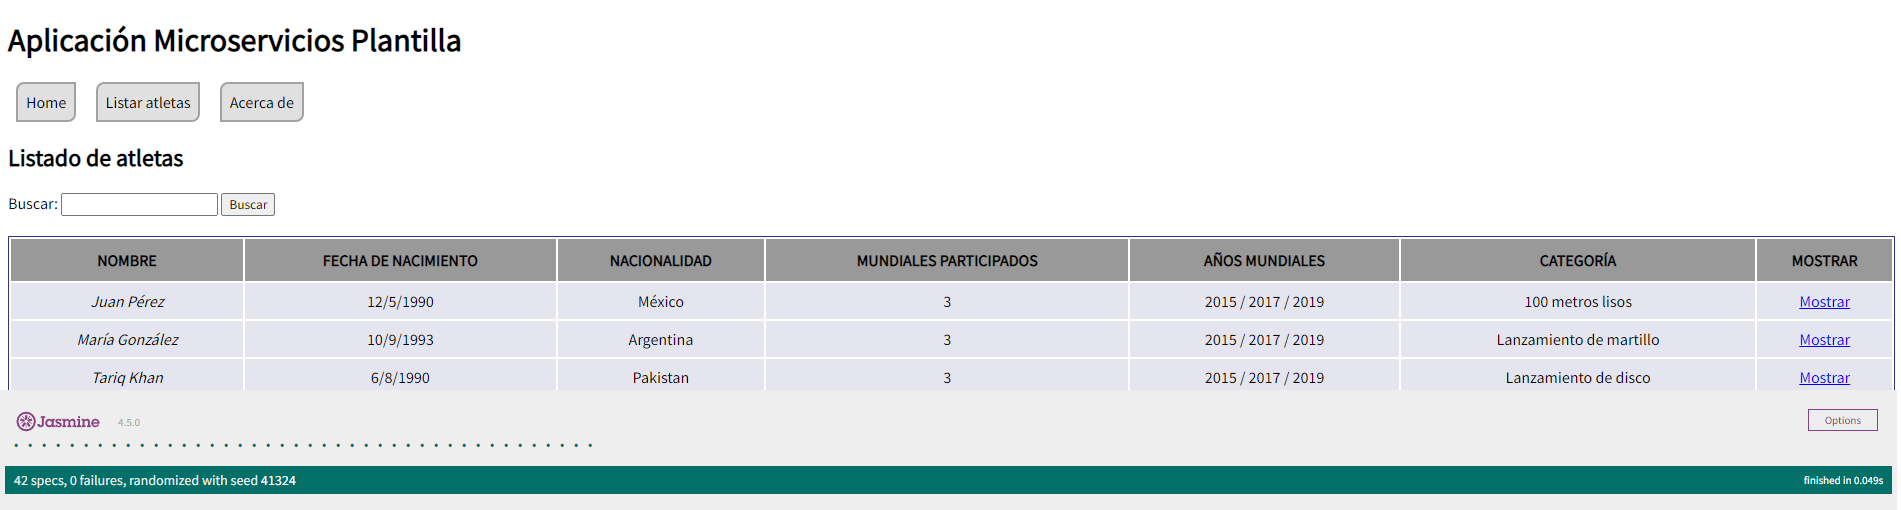 Aplicación Microservicios Plantilla
Home Listar atletas Acerca de
Listado de atletas
Buscar: Buscar
NOMBRE FECHA DE NACIMIENTO NACIONALIDAD MUNDIALES PARTICIPADOS AÑOS MUNDIALES CATEGORÍA MOSTRAR
Juan Pérez 12/5/1990 México 3 2015 / 2017 / 2019 100 metros lisos Mostrar
María González 10/9/1993 Argentina 3 2015 / 2017 / 2019 Lanzamiento de martillo Mostrar
Tariq Khan 6/8/1990 Pakistan 3 2015 / 2017 / 2019 Lanzamiento de disco Mostrar
Jasmine 4.5.0 Options
42 specs, 0 failures, randomized with seed 41324 finished in 0.049s